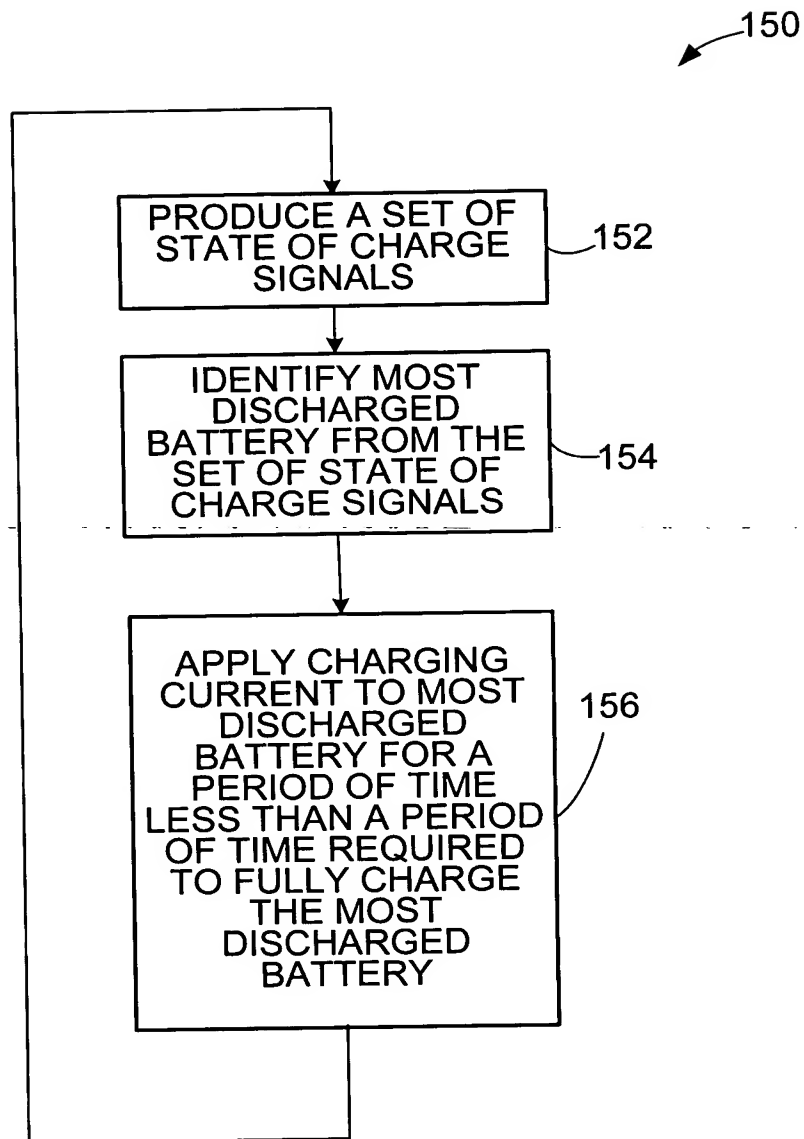 150
PRODUCE A SET OF
STATE OF CHARGE
SIGNALS
152
IDENTIFY MOST
DISCHARGED
BATTERY FROM THE
SET OF STATE OF
CHARGE SIGNALS
154
APPLY CHARGING
CURRENT TO MOST
DISCHARGED
BATTERY FOR A
PERIOD OF TIME
LESS THAN A PERIOD
OF TIME REQUIRED
TO FULLY CHARGE
THE MOST
DISCHARGED
BATTERY
156